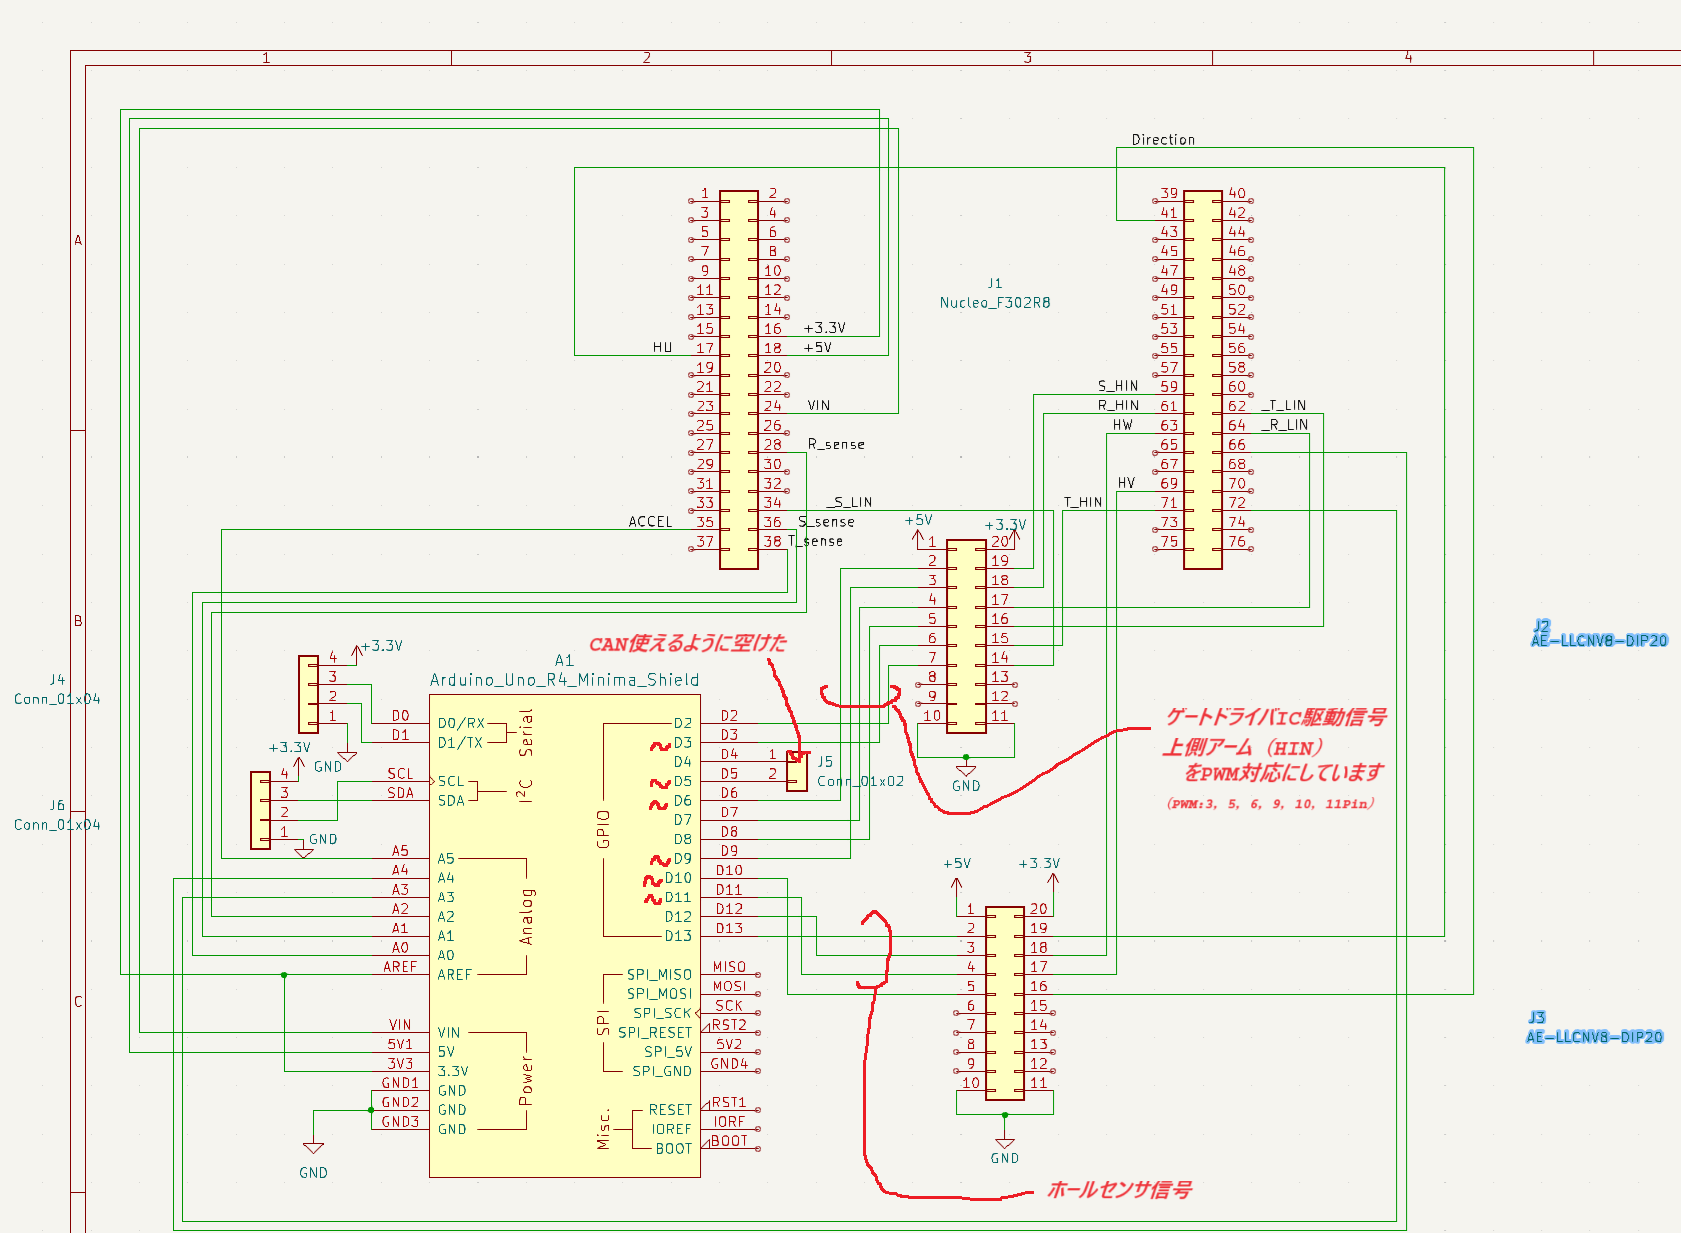 1 2 3 4
A
B
C
Direction
J1
Nucleo_F302R8
1 2
3 4
5 6
7 8
9 10
11 12
13 14
15 16 +3.3V
HU 17 18 +5V
19 20
21 22
23 24 VIN
25 26
27 28 R_sense
29 30
31 32
33 34 _S_LIN
ACCEL 35 36 S_sense
37 38 T_sense
39 40
41 42
43 44
45 46
47 48
49 50
51 52
53 54
55 56
57 58
S_HIN 59 60
R_HIN 61 62 _T_LIN
HW 63 64 _R_LIN
65 66
67 68
HV 69 70
T_HIN 71 72
73 74
75 76
+5V +3.3V
1 20
2 19
3 18
4 17
5 16
6 15
7 14
8 13
9 12
10 11
GND
J2
AE-LLCNV8-DIP20
CAN使えるように空けた
ゲートドライバIC駆動信号
上側アーム（HIN）
をPWM対応にしています
（PWM:3, 5, 6, 9, 10, 11Pin）
J4
Conn_01x04
+3.3V
4
3
2
1
GND
J6
Conn_01x04
+3.3V
4
3
2
1
GND
A1
Arduino_Uno_R4_Minima_Shield
D0 D0/RX
D1 D1/TX
Serial
SCL SCL
SDA SDA
I²C
A5 A5
A4 A4
A3 A3
A2 A2
A1 A1
A0 A0
AREF AREF
Analog
VIN VIN
5V1 5V
3V3 3.3V
GND1 GND
GND2 GND
GND3 GND
Power
GND
GPIO
D2 D2
D3 D3
D4 D4
D5 D5
D6 D6
D7 D7
D8 D8
D9 D9
D10 D10
D11 D11
D12 D12
D13 D13
SPI
SPI_MISO MISO
SPI_MOSI MOSI
SPI_SCK SCK
SPI_RESET RST2
SPI_5V 5V2
SPI_GND GND4
Misc.
RESET RST1
IOREF IORF
BOOT BOOT
1
2
J5
Conn_01x02
+5V +3.3V
1 20
2 19
3 18
4 17
5 16
6 15
7 14
8 13
9 12
10 11
GND
J3
AE-LLCNV8-DIP20
ホールセンサ信号